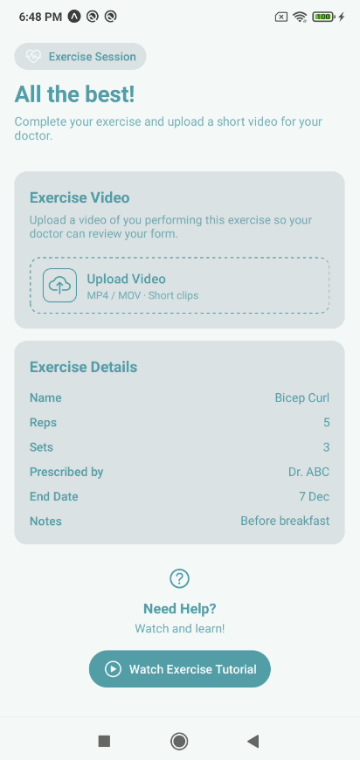 6:48 PM
100
Exercise Session
All the best!
Complete your exercise and upload a short video for your
doctor.
Exercise Video
Upload a video of you performing this exercise so your
doctor can review your form.
Upload Video
MP4 / MOV · Short clips
Exercise Details
Name Bicep Curl
Reps 5
Sets 3
Prescribed by Dr. ABC
End Date 7 Dec
Notes Before breakfast
Need Help?
Watch and learn!
Watch Exercise Tutorial